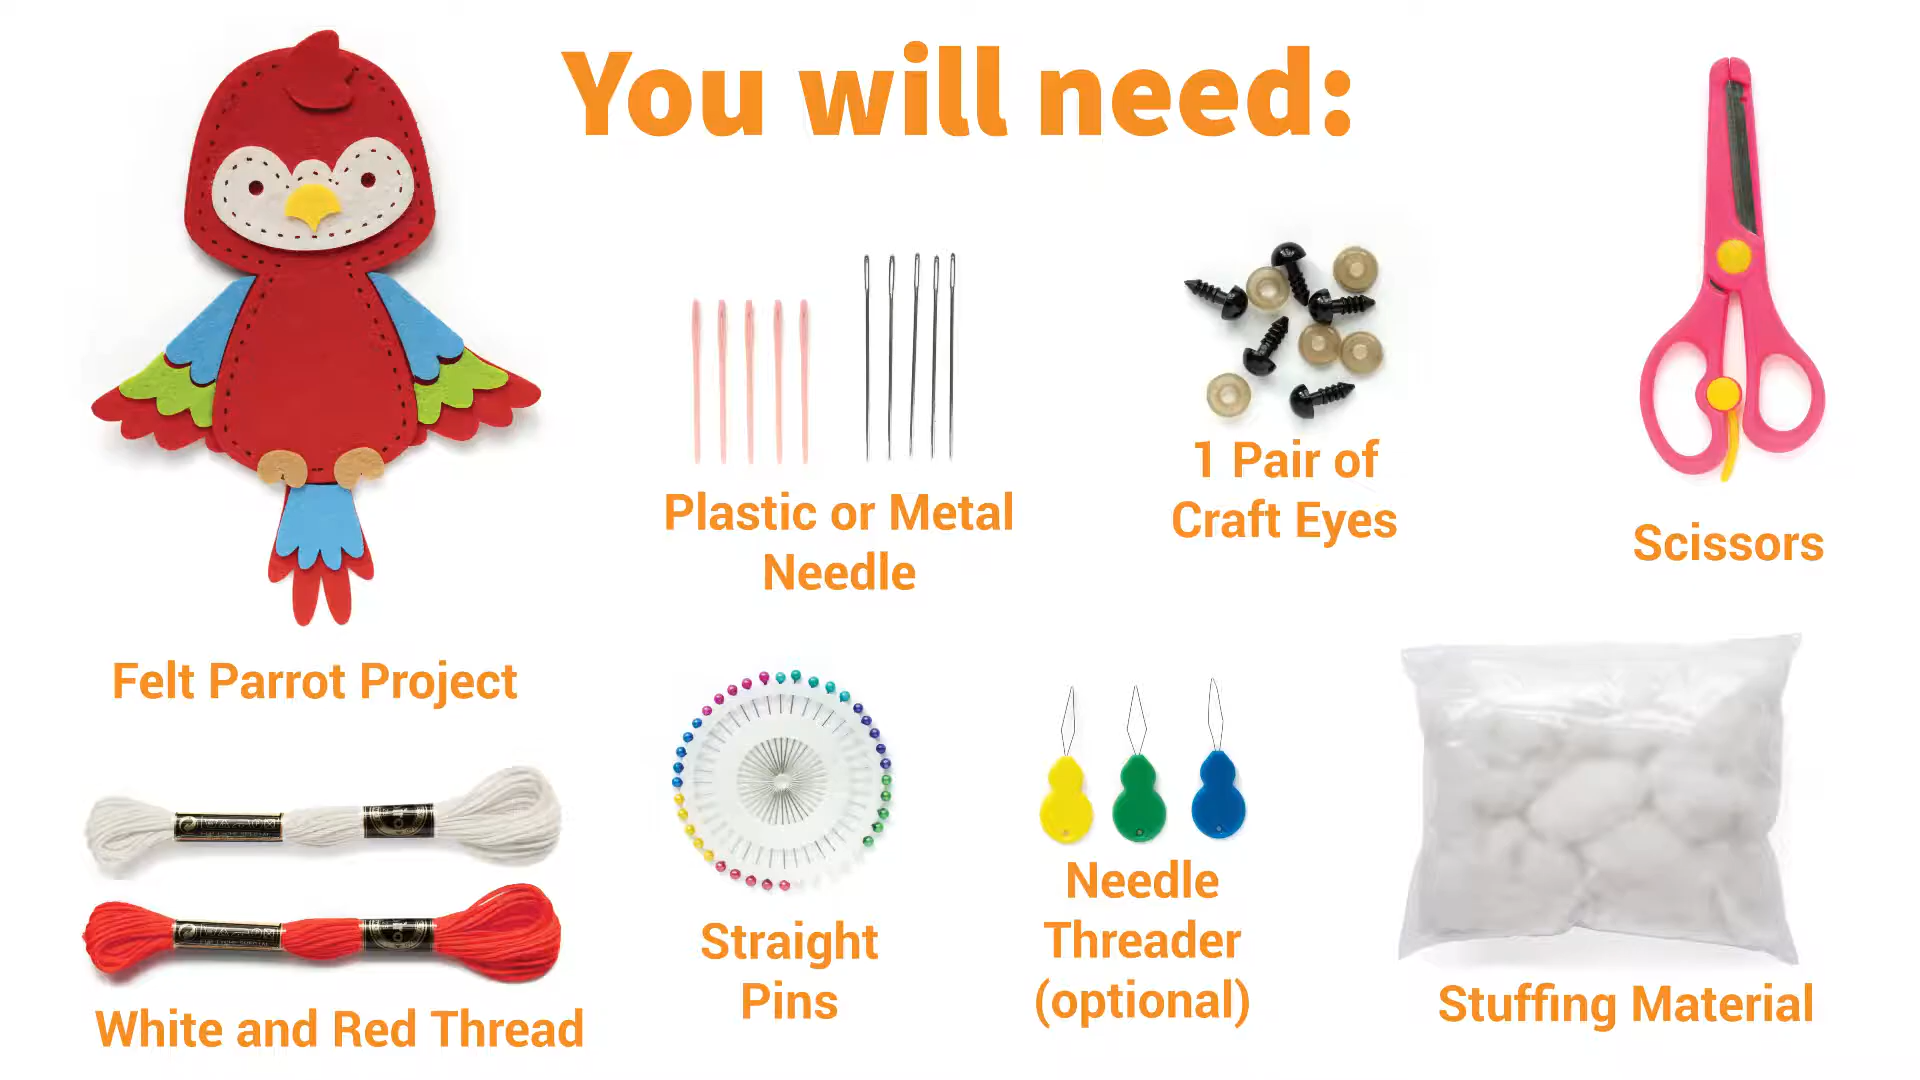 You will need:
Plastic or Metal
Needle
1 Pair of
Craft Eyes
Scissors
Felt Parrot Project
White and Red Thread
Straight
Pins
Needle
Threader
(optional)
Stuffing Material